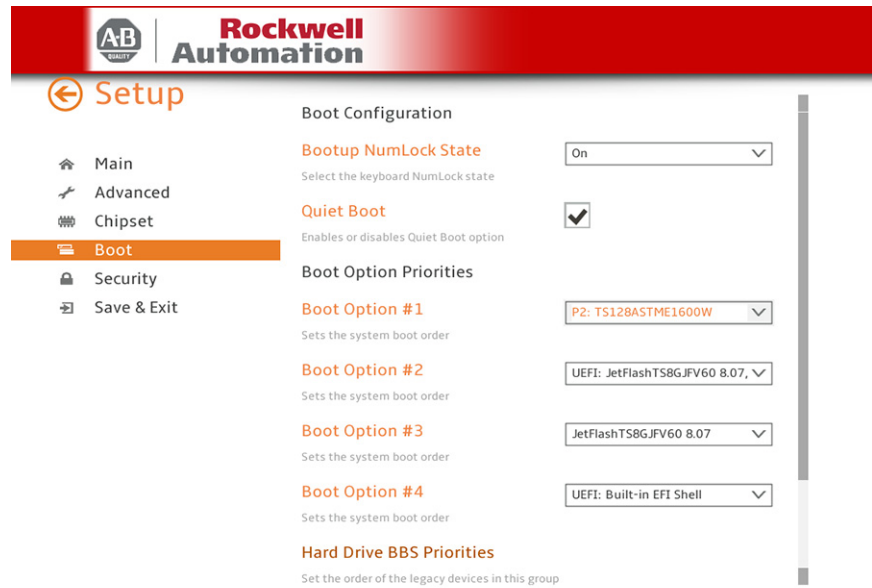 A-B
QUALITY
Rockwell
Automation
Setup
Main
Advanced
Chipset
Boot
Security
Save & Exit
Boot Configuration
Bootup NumLock State
On
Select the keyboard NumLock state
Quiet Boot
Enables or disables Quiet Boot option
Boot Option Priorities
Boot Option #1
P2: TS128ASTME1600W
Sets the system boot order
Boot Option #2
UEFI: JetFlashTS8GJFV60 8.07,
Sets the system boot order
Boot Option #3
JetFlashTS8GJFV60 8.07
Sets the system boot order
Boot Option #4
UEFI: Built-in EFI Shell
Sets the system boot order
Hard Drive BBS Priorities
Set the order of the legacy devices in this group